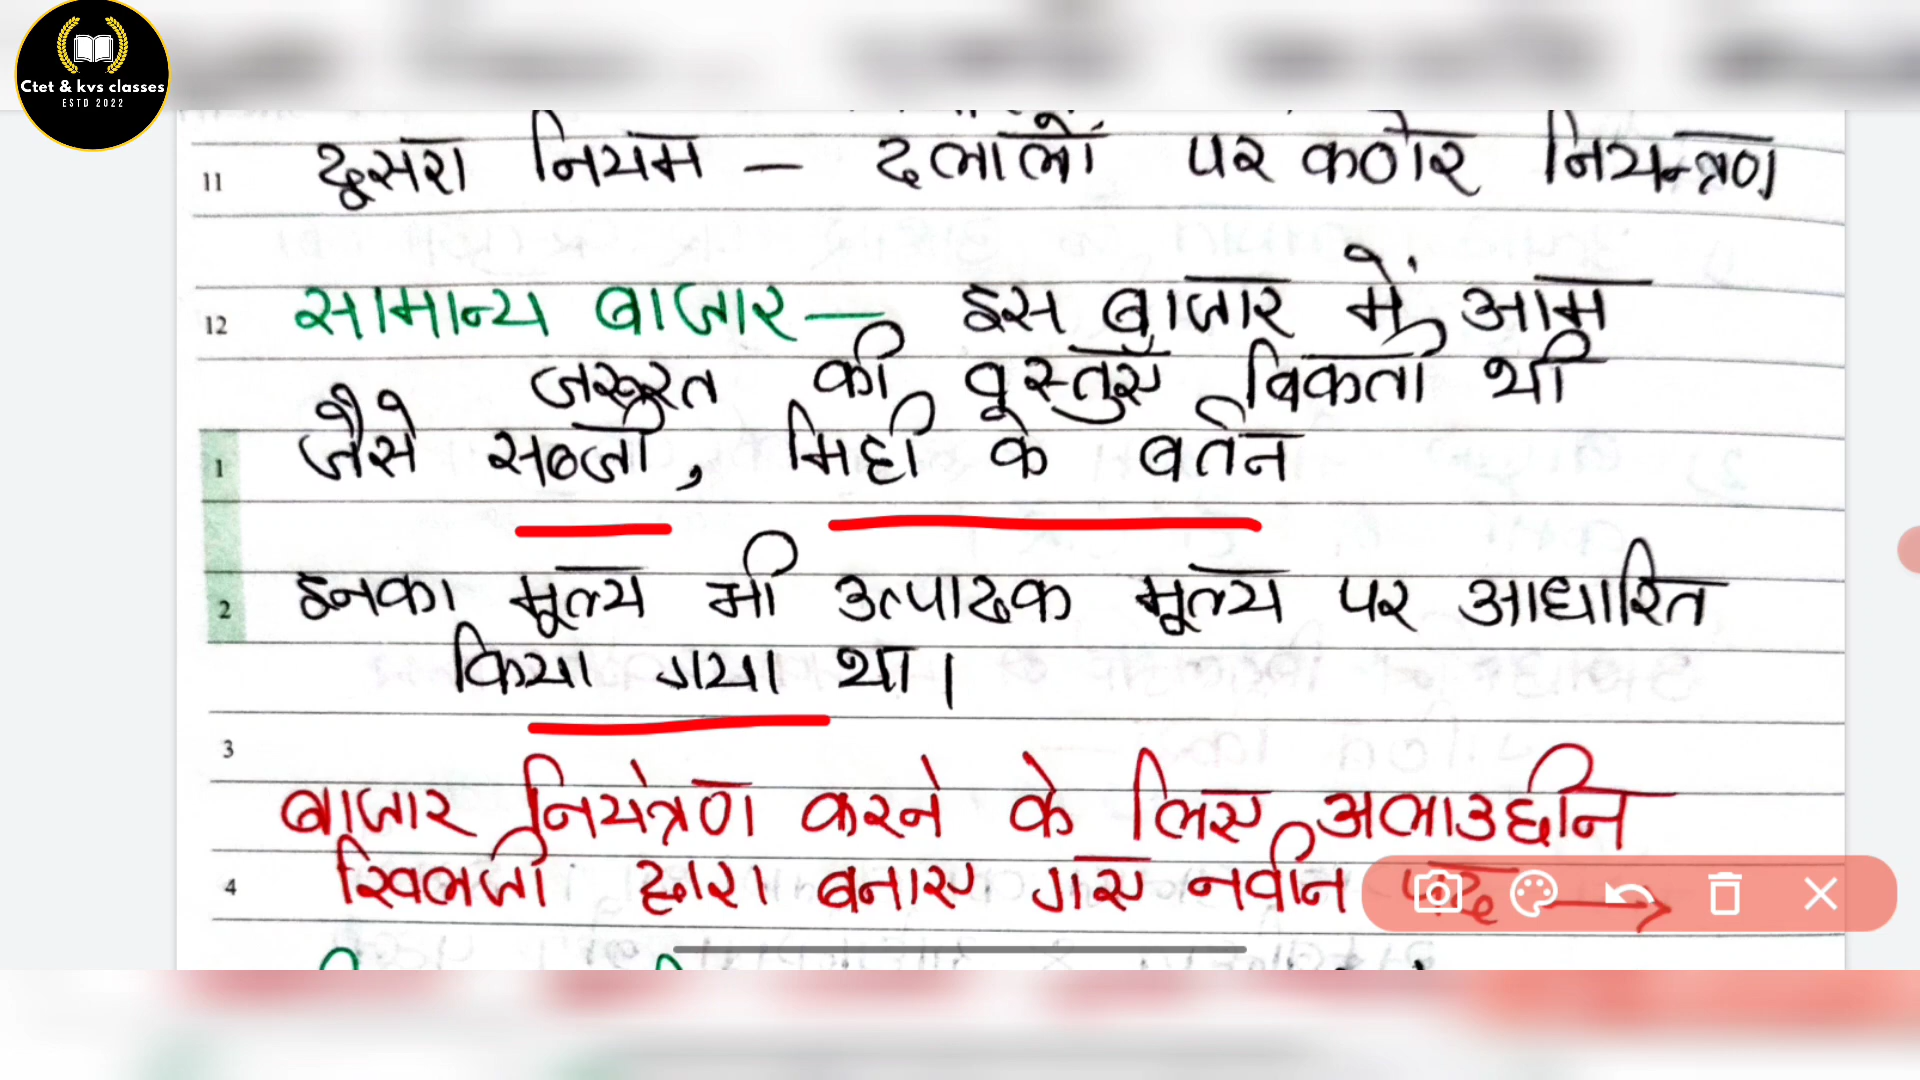 Ctet & kvs classes
ESTD 2022
11 दूसरा नियम – दलालों पर कठोर नियन्त्रण
12 सामान्य बाजार – इस बाजार में आम
जरूरत की वस्तुएँ बिकती थी
1 जैसे सब्जी, मिट्टी के बर्तन
2 इनका मूल्य भी उत्पादक मूल्य पर आधारित
किया गया था।
3
बाजार नियंत्रण करने के लिए अलाउद्दीन
4 खिलजी द्वारा बनाए गए नवीन पद →